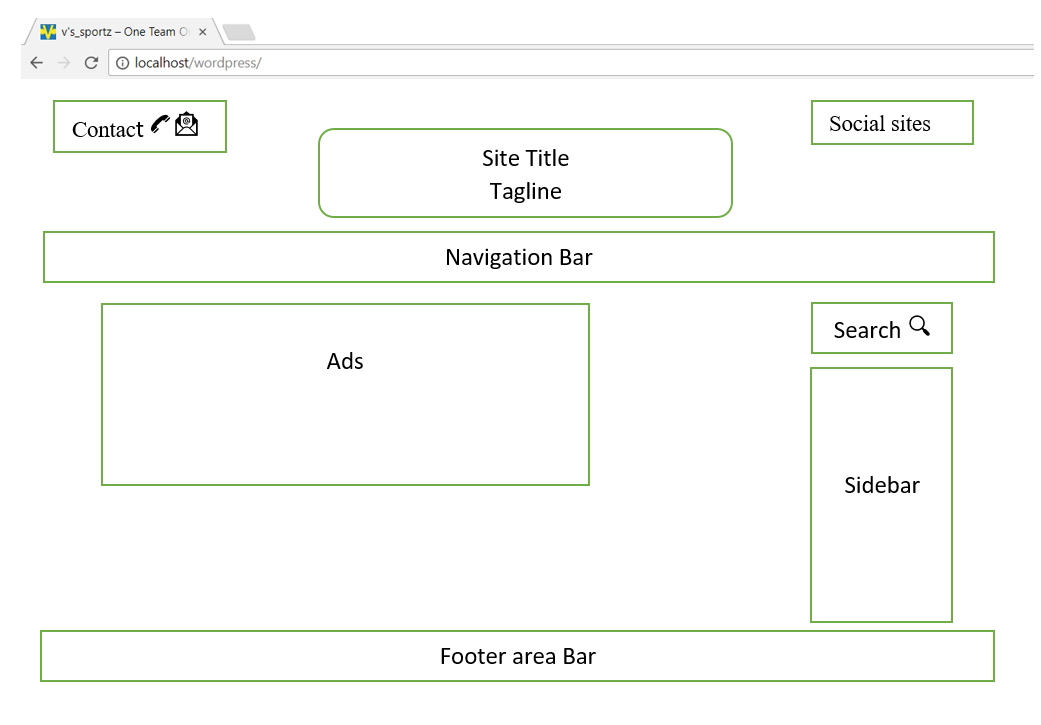 v's_sportz – One Team O
localhost/wordpress/
Contact
Social sites
Site Title
Tagline
Navigation Bar
Ads
Search
Sidebar
Footer area Bar